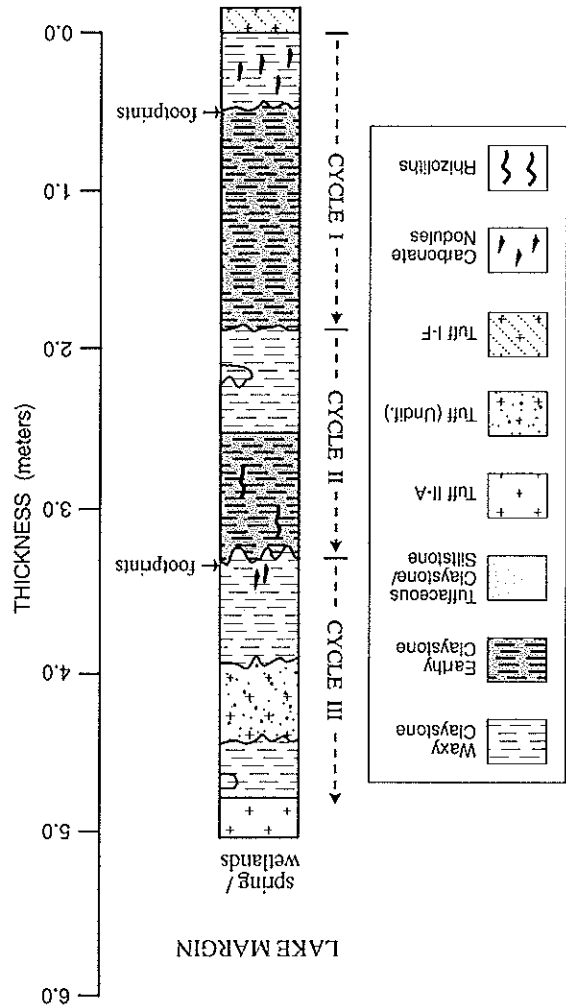 THICKNESS (meters)
6.0
5.0
4.0
3.0
2.0
1.0
0.0
LAKE MARGIN
spring/
wetlands
footprints
footprints
CYCLE III
CYCLE II
CYCLE I
Waxy
Claystone
Earthy
Claystone
Tuffaceous
Claystone/
Siltstone
Tuff II-A
Tuff (Undif.)
Tuff I-F
Carbonate
Nodules
Rhizoliths